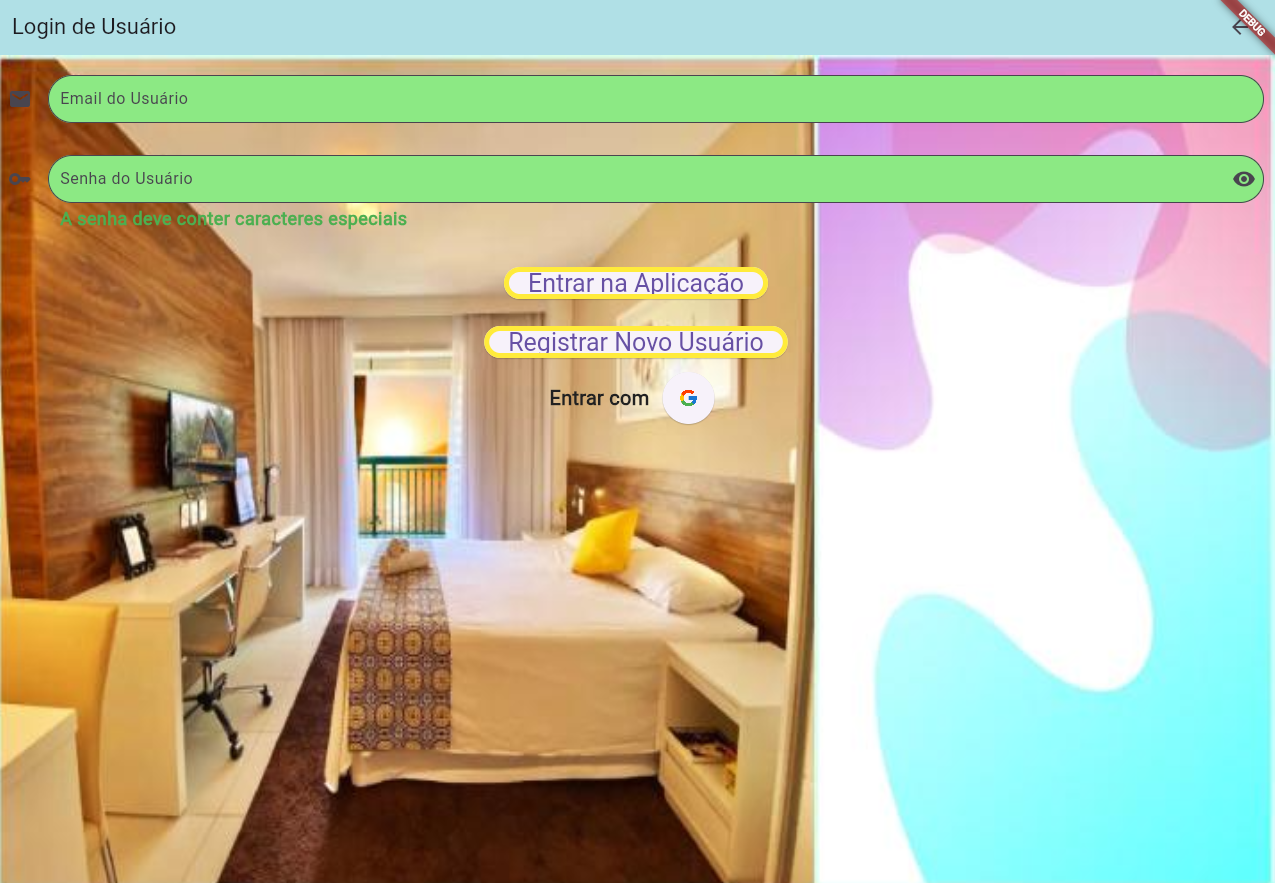 Login de Usuário
DEBUG
Email do Usuário
Senha do Usuário
A senha deve conter caracteres especiais
Entrar na Aplicação
Registrar Novo Usuário
Entrar com